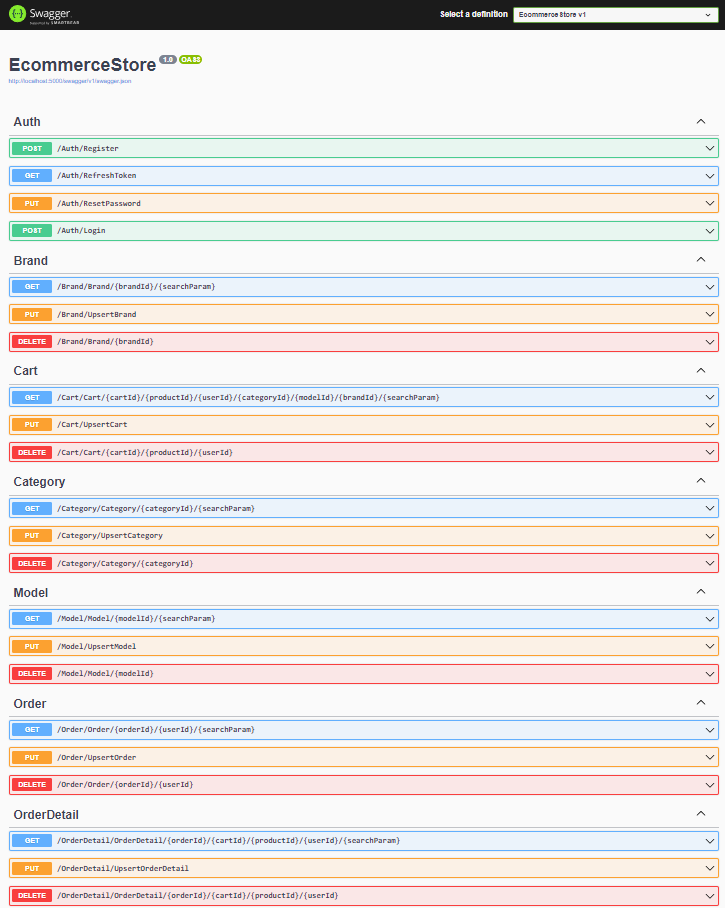 Swagger
Supported by SMARTBEAR
Select a definition
EcommerceStore v1
EcommerceStore 1.0 OAS3
http://localhost:5000/swagger/v1/swagger.json
Auth
POST /Auth/Register
GET /Auth/RefreshToken
PUT /Auth/ResetPassword
POST /Auth/Login
Brand
GET /Brand/Brand/{brandId}/{searchParam}
PUT /Brand/UpsertBrand
DELETE /Brand/Brand/{brandId}
Cart
GET /Cart/Cart/{cartId}/{productId}/{userId}/{categoryId}/{modelId}/{brandId}/{searchParam}
PUT /Cart/UpsertCart
DELETE /Cart/Cart/{cartId}/{productId}/{userId}
Category
GET /Category/Category/{categoryId}/{searchParam}
PUT /Category/UpsertCategory
DELETE /Category/Category/{categoryId}
Model
GET /Model/Model/{modelId}/{searchParam}
PUT /Model/UpsertModel
DELETE /Model/Model/{modelId}
Order
GET /Order/Order/{orderId}/{userId}/{searchParam}
PUT /Order/UpsertOrder
DELETE /Order/Order/{orderId}/{userId}
OrderDetail
GET /OrderDetail/OrderDetail/{orderId}/{cartId}/{productId}/{userId}/{searchParam}
PUT /OrderDetail/UpsertOrderDetail
DELETE /OrderDetail/OrderDetail/{orderId}/{cartId}/{productId}/{userId}